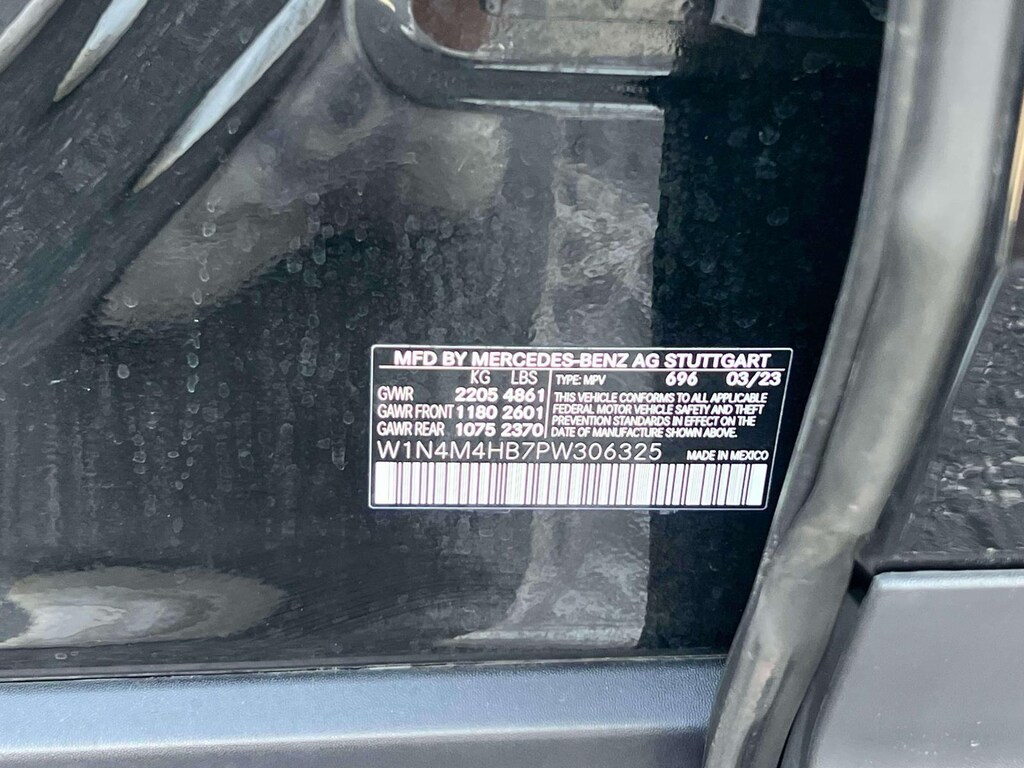 MFD BY MERCEDES-BENZ AG STUTTGART
KG LBS
GVWR 2205 4861
GAWR FRONT 1180 2601
GAWR REAR 1075 2370
TYPE: MPV 696 03/23
THIS VEHICLE CONFORMS TO ALL APPLICABLE
FEDERAL MOTOR VEHICLE SAFETY AND THEFT
PREVENTION STANDARDS IN EFFECT ON THE
DATE OF MANUFACTURE SHOWN ABOVE.
W1N4M4HB7PW306325 MADE IN MEXICO